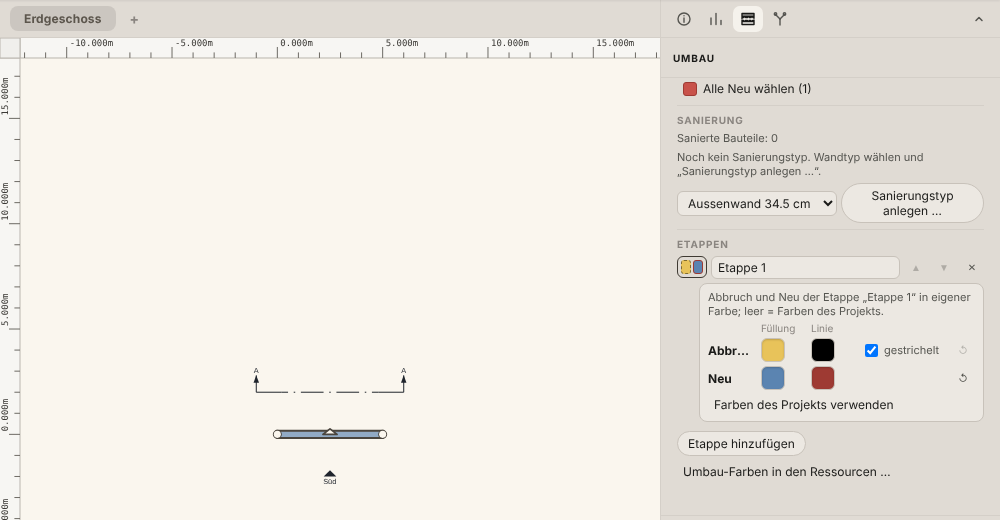 Erdgeschoss +
-10.000m -5.000m 0.000m 5.000m 10.000m 15.000m
15.000m
10.000m
5.000m
0.000m
000m
A A
Süd
UMBAU
Alle Neu wählen (1)
SANIERUNG
Sanierte Bauteile: 0
Noch kein Sanierungstyp. Wandtyp wählen und
„Sanierungstyp anlegen …“.
Aussenwand 34.5 cm
Sanierungstyp
anlegen …
ETAPPEN
Etappe 1
Abbruch und Neu der Etappe „Etappe 1“ in eigener
Farbe; leer = Farben des Projekts.
Füllung Linie
Abbr… gestrichelt
Neu
Farben des Projekts verwenden
Etappe hinzufügen
Umbau-Farben in den Ressourcen …